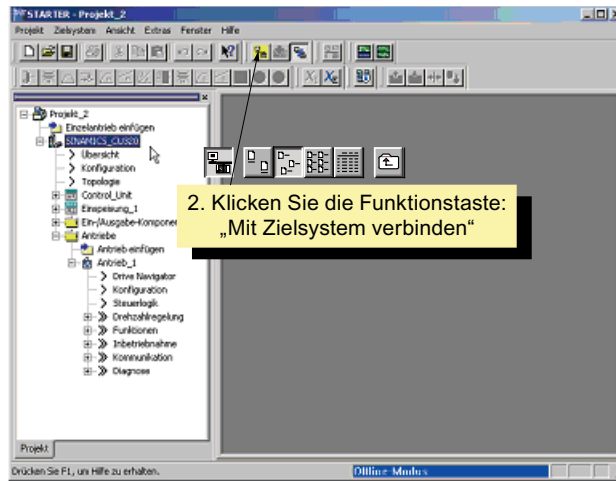 STARTER - Projekt_2
Projekt Zielsystem Ansicht Extras Fenster Hilfe
Projekt_2
Einzelantrieb einfügen
SINAMICS_CU320
Übersicht
Konfiguration
Topologie
Control_Unit
Einspeisung_1
Ein-/Ausgabe-Komponen
Antriebe
Antrieb einfügen
Antrieb_1
Drive Navigator
Konfiguration
Steuerlogik
Drehzahlregelung
Funktionen
Inbetriebnahme
Kommunikation
Diagnose
2. Klicken Sie die Funktionstaste:
„Mit Zielsystem verbinden“
Projekt
Drücken Sie F1, um Hilfe zu erhalten.
Offline-Modus